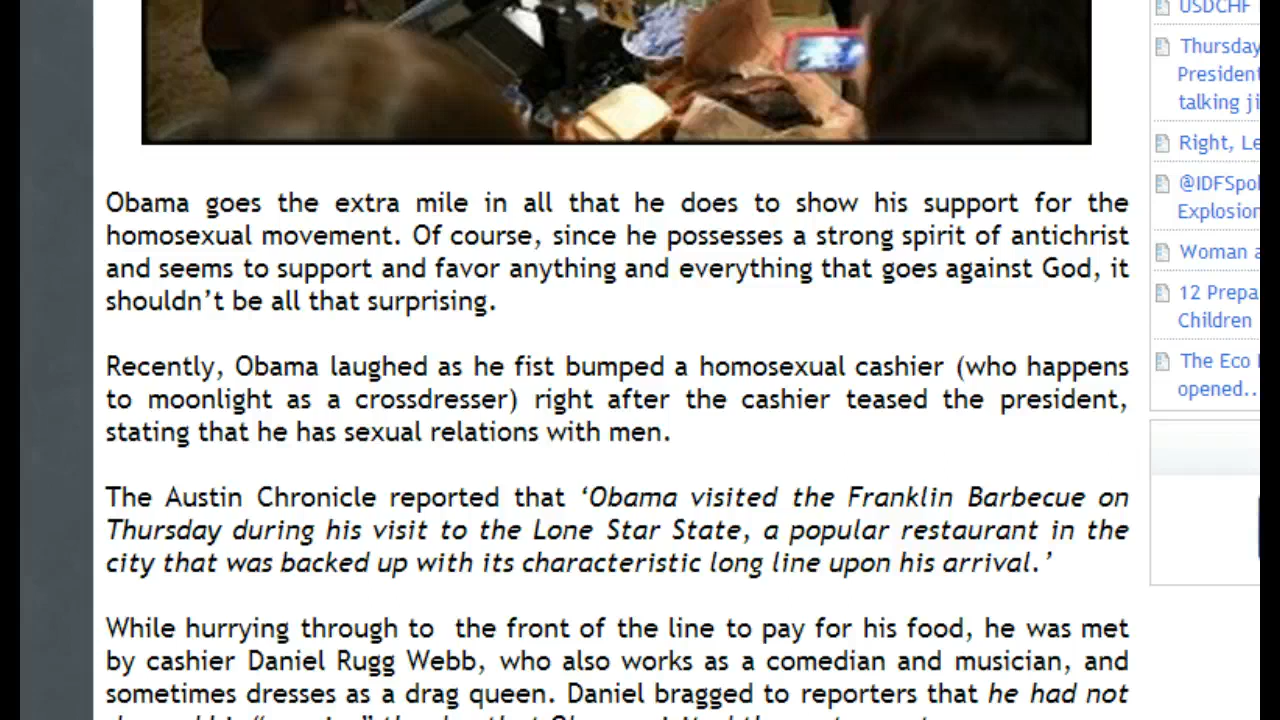 Obama goes the extra mile in all that he does to show his support for the
homosexual movement. Of course, since he possesses a strong spirit of antichrist
and seems to support and favor anything and everything that goes against God, it
shouldn’t be all that surprising.
Recently, Obama laughed as he fist bumped a homosexual cashier (who happens
to moonlight as a crossdresser) right after the cashier teased the president,
stating that he has sexual relations with men.
The Austin Chronicle reported that ‘Obama visited the Franklin Barbecue on
Thursday during his visit to the Lone Star State, a popular restaurant in the
city that was backed up with its characteristic long line upon his arrival.’
While hurrying through to the front of the line to pay for his food, he was met
by cashier Daniel Rugg Webb, who also works as a comedian and musician, and
sometimes dresses as a drag queen. Daniel bragged to reporters that he had not
USDCHF
Thursday
President
talking ji
Right, Le
@IDFSpo
Explosion
Woman a
12 Prepa
Children
The Eco
opened..